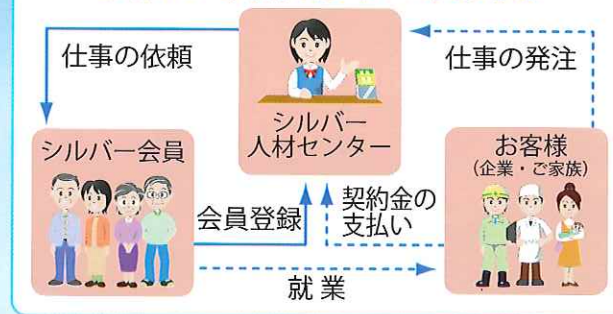 仕事の依頼
仕事の発注
シルバー
人材センター
シルバー会員
お客様
(企業・ご家族)
会員登録
契約金の
支払い
就業